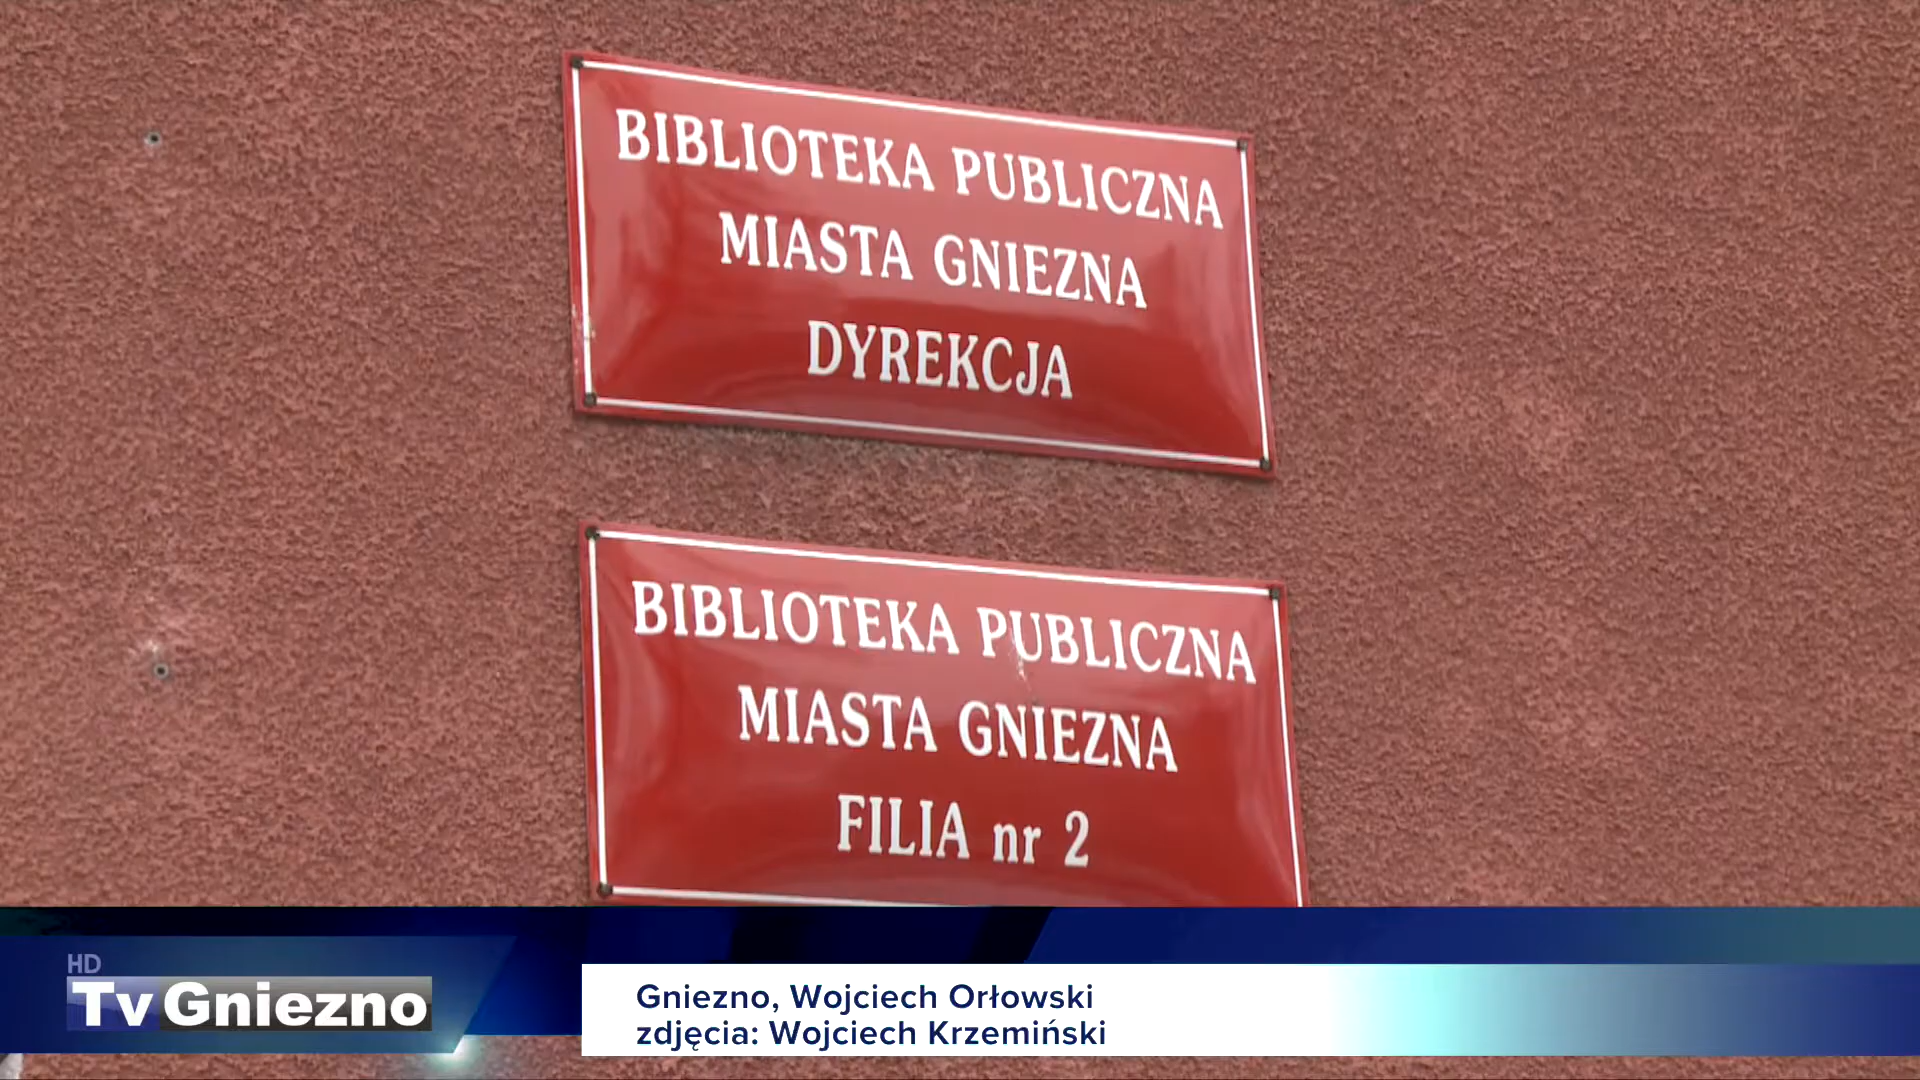 BIBLIOTEKA PUBLICZNA
MIASTA GNIEZNA
DYREKCJA
BIBLIOTEKA PUBLICZNA
MIASTA GNIEZNA
FILIA nr 2
HD
Tv Gniezno
Gniezno, Wojciech Orłowski
zdjęcia: Wojciech Krzemiński